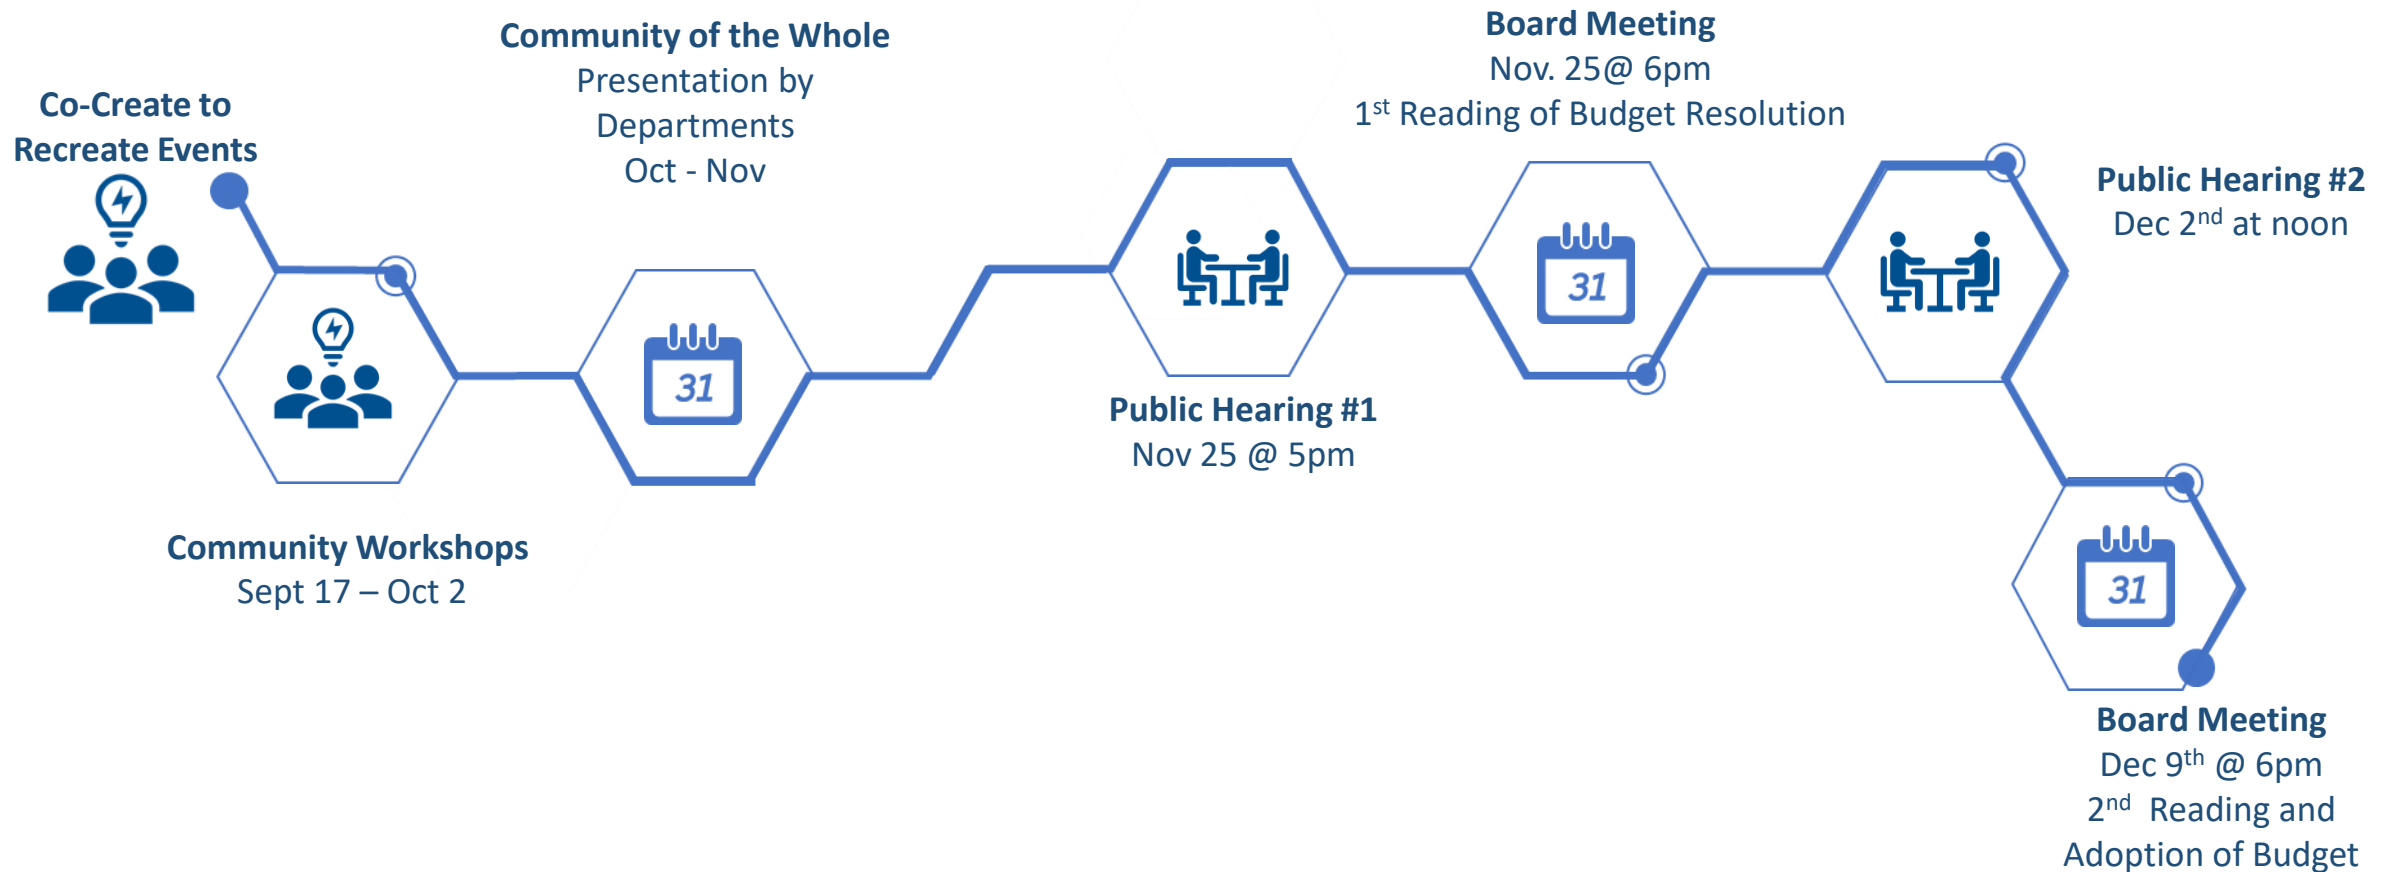 Co-Create to
Recreate Events
Community Workshops
Sept 17 – Oct 2
Community of the Whole
Presentation by
Departments
Oct - Nov
31
Public Hearing #1
Nov 25 @ 5pm
Board Meeting
Nov. 25@ 6pm
1st Reading of Budget Resolution
31
Public Hearing #2
Dec 2nd at noon
31
Board Meeting
Dec 9th @ 6pm
2nd  Reading and
Adoption of Budget